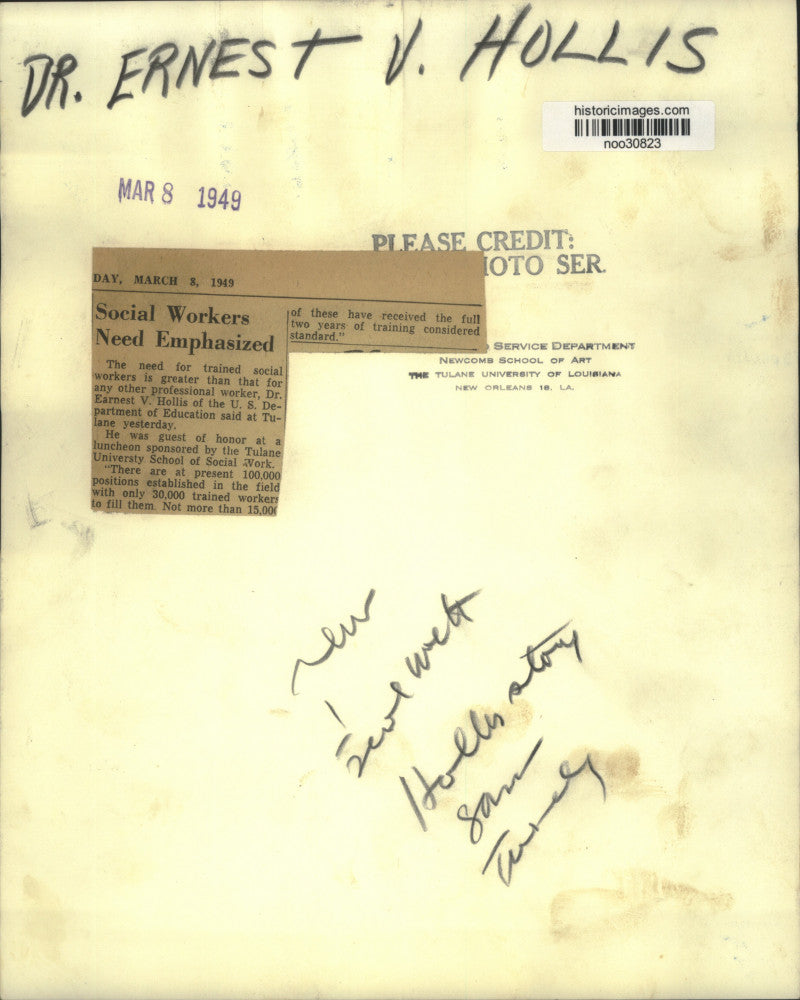 DR. ERNEST V. HOLLIS
historicimages.com
noo30823
MAR 8 1949
PLEASE CREDIT:
OTO SER.
DAY, MARCH 8, 1949
Social Workers
Need Emphasized
The need for trained social
workers is greater than that for
any other professional worker, Dr.
Earnest V. Hollis of the U. S. De-
partment of Education said at Tu-
lane yesterday.
He was guest of honor at a
luncheon sponsored by the Tulane
Universty School of Social Work.
"There are at present 100,000
positions established in the field
with only 30,000 trained workers
to fill them. Not more than 15,000
of these have received the full
two years of training considered
standard."
SERVICE DEPARTMENT
NEWCOMB SCHOOL OF ART
THE TULANE UNIVERSITY OF LOUISIANA
NEW ORLEANS 18, LA.
Hollis story